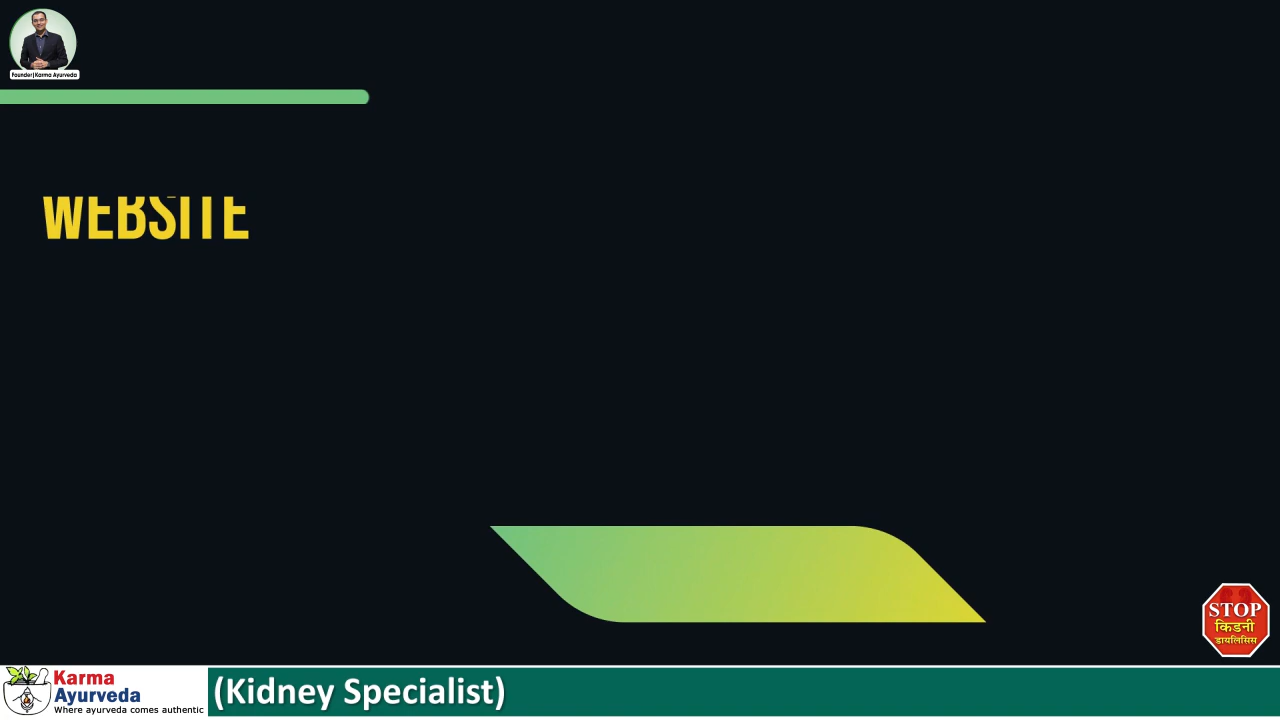 Founder|Karma Ayurveda
WEBSITE
STOP
किडनी
डायलिसिस
Karma
Ayurveda
Where ayurveda comes authentic
(Kidney Specialist)